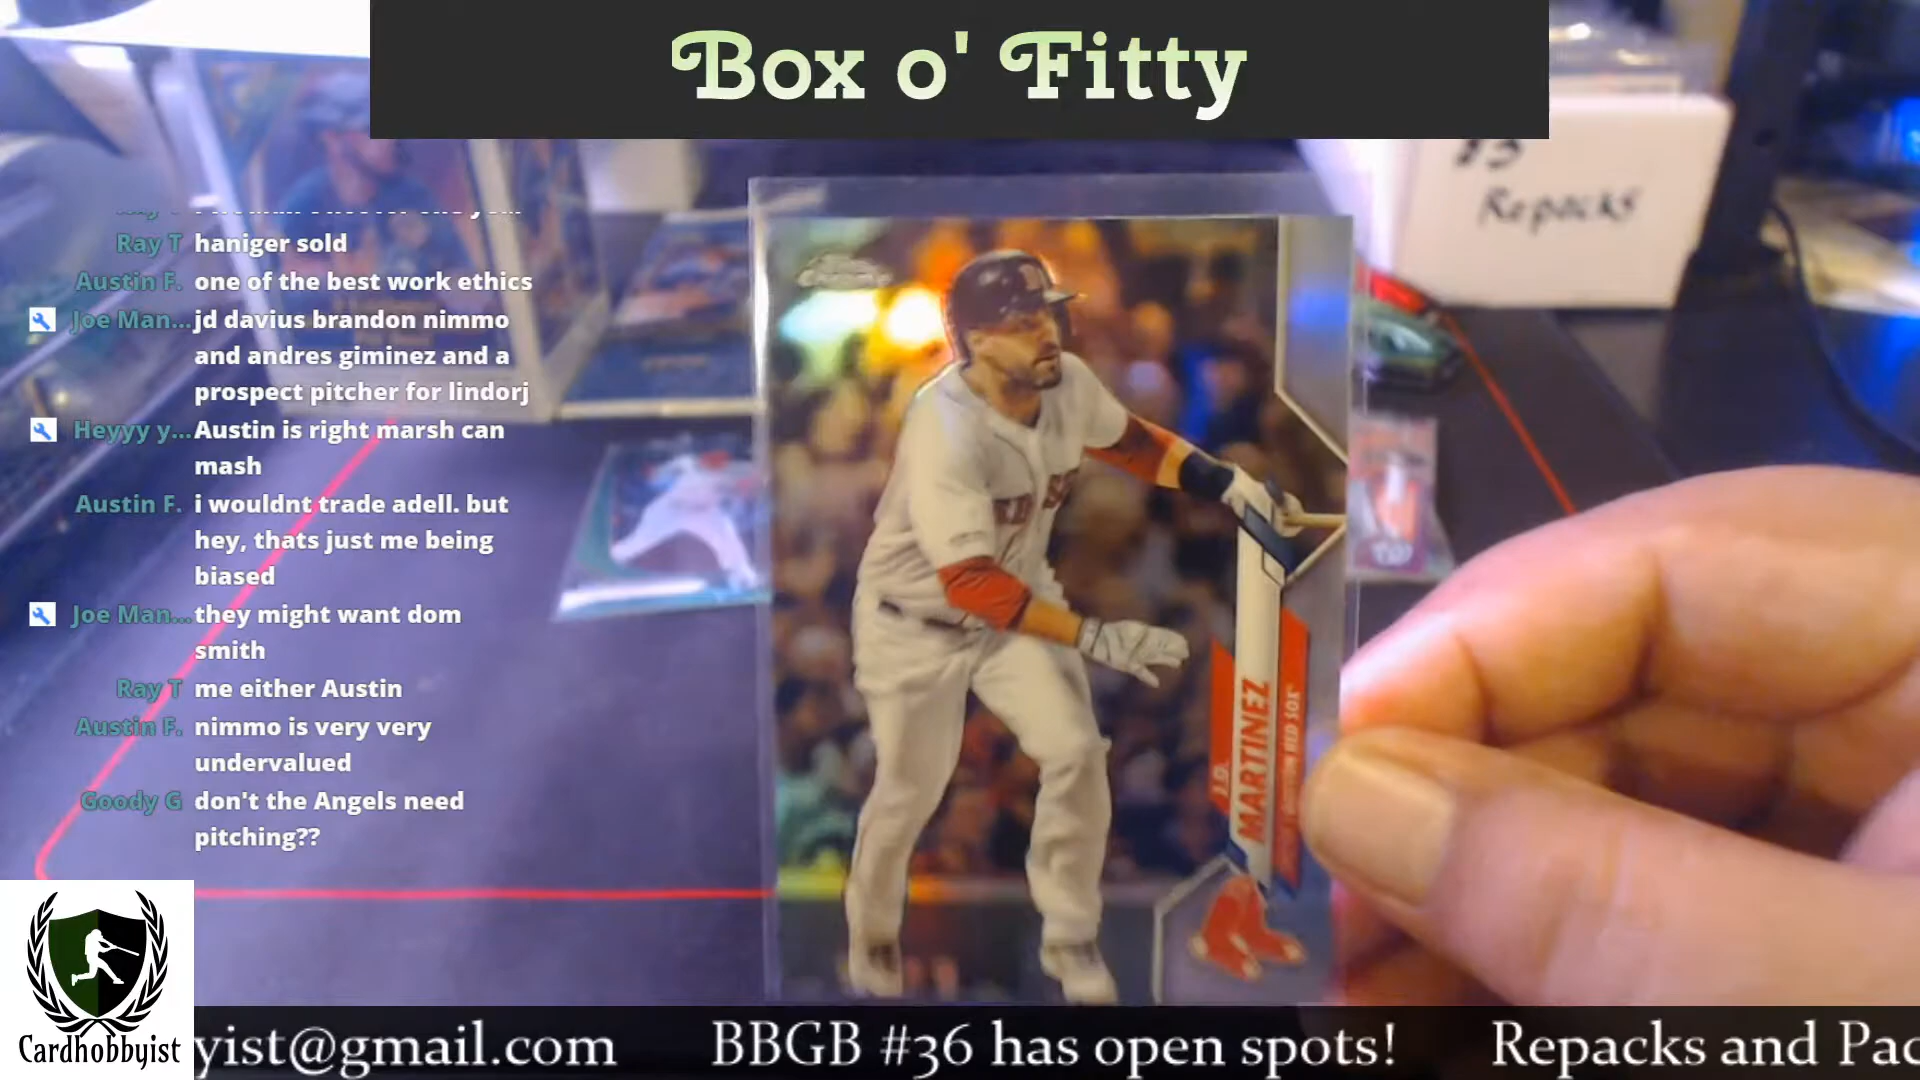 Box o' Fitty
$3
Repacks
Ray T haniger sold
Austin F. one of the best work ethics
Joe Man... jd davius brandon nimmo
and andres giminez and a
prospect pitcher for lindorj
Heyyy y... Austin is right marsh can
mash
Austin F. i wouldnt trade adell. but
hey, thats just me being
biased
Joe Man... they might want dom
smith
Ray T me either Austin
Austin F. nimmo is very very
undervalued
Goody G don't the Angels need
pitching??
J.D.
MARTINEZ
BOSTON RED SOX
Cardhobbyist
yist@gmail.com BBGB #36 has open spots! Repacks and Pac